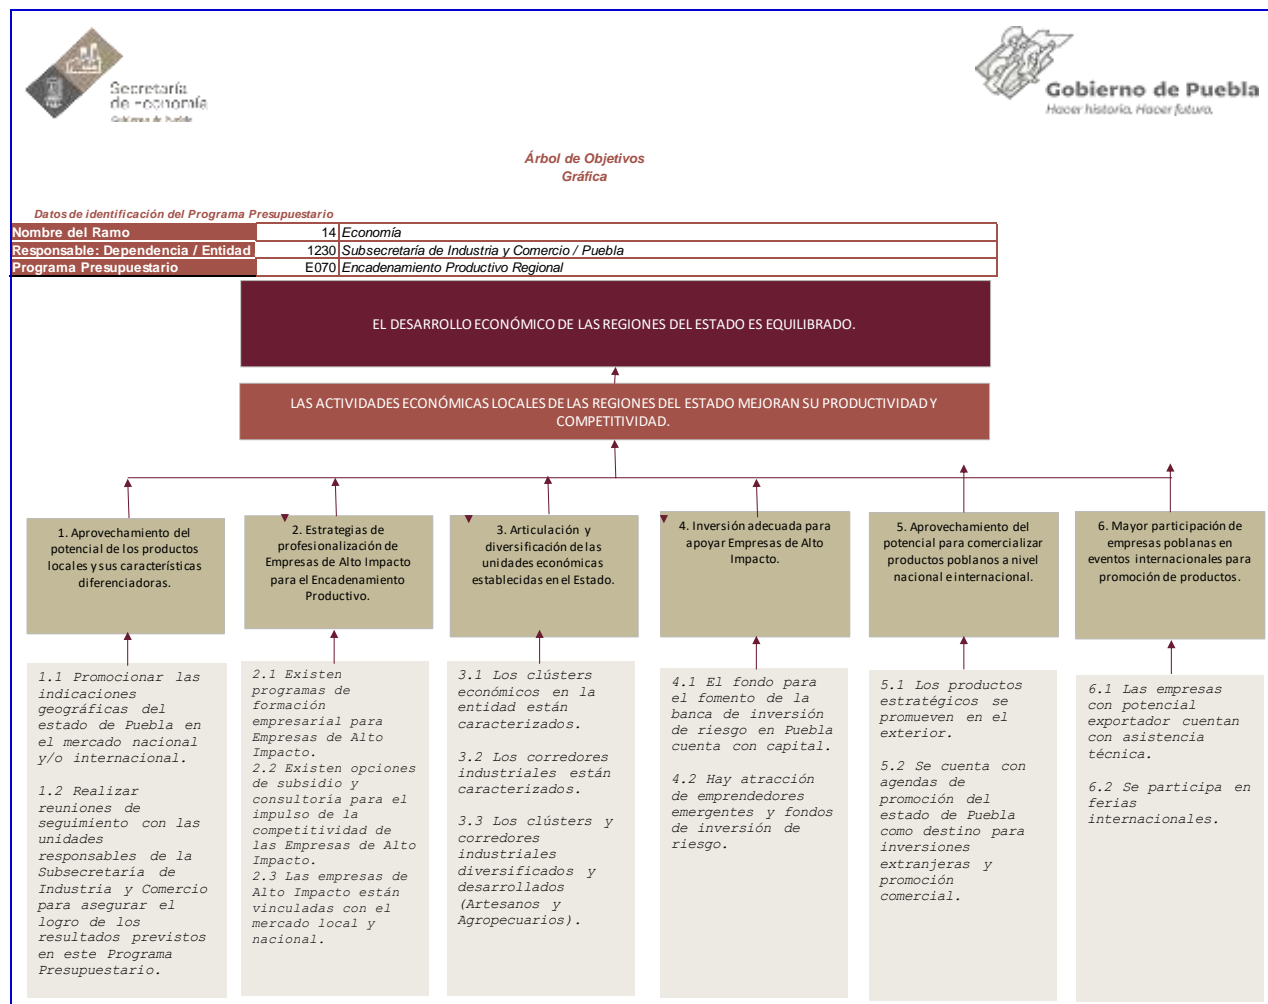 Secretaría
de Economía
Gobierno de Puebla
Gobierno de Puebla
Hacer historia. Hacer futuro.
Árbol de Objetivos
Gráfica
Datos de identificación del Programa Presupuestario
Nombre del Ramo 14 Economía
Responsable: Dependencia / Entidad 1230 Subsecretaría de Industria y Comercio / Puebla
Programa Presupuestario E070 Encadenamiento Productivo Regional
EL DESARROLLO ECONÓMICO DE LAS REGIONES DEL ESTADO ES EQUILIBRADO.
LAS ACTIVIDADES ECONÓMICAS LOCALES DE LAS REGIONES DEL ESTADO MEJORAN SU PRODUCTIVIDAD Y
COMPETITIVIDAD.
1. Aprovechamiento del
potencial de los productos
locales y sus características
diferenciadoras.
2. Estrategias de
profesionalización de
Empresas de Alto Impacto
para el Encadenamiento
Productivo.
3. Articulación y
diversificación de las
unidades económicas
establecidas en el Estado.
4. Inversión adecuada para
apoyar Empresas de Alto
Impacto.
5. Aprovechamiento del
potencial para comercializar
productos poblanos a nivel
nacional e internacional.
6. Mayor participación de
empresas poblanas en
eventos internacionales para
promoción de productos.
1.1 Promocionar las
indicaciones
geográficas del
estado de Puebla en
el mercado nacional
y/o internacional.
1.2 Realizar
reuniones de
seguimiento con las
unidades
responsables de la
Subsecretaría de
Industria y Comercio
para asegurar el
logro de los
resultados previstos
en este Programa
Presupuestario.
2.1 Existen
programas de
formación
empresarial para
Empresas de Alto
Impacto.
2.2 Existen opciones
de subsidio y
consultoría para el
impulso de la
competitividad de
las Empresas de Alto
Impacto.
2.3 Las empresas de
Alto Impacto están
vinculadas con el
mercado local y
nacional.
3.1 Los clústers
económicos en la
entidad están
caracterizados.
3.2 Los corredores
industriales están
caracterizados.
3.3 Los clústers y
corredores
industriales
diversificados y
desarrollados
(Artesanos y
Agropecuarios).
4.1 El fondo para
el fomento de la
banca de inversión
de riesgo en Puebla
cuenta con capital.
4.2 Hay atracción
de emprendedores
emergentes y fondos
de inversión de
riesgo.
5.1 Los productos
estratégicos se
promueven en el
exterior.
5.2 Se cuenta con
agendas de
promoción del
estado de Puebla
como destino para
inversiones
extranjeras y
promoción
comercial.
6.1 Las empresas
con potencial
exportador cuentan
con asistencia
técnica.
6.2 Se participa en
ferias
internacionales.